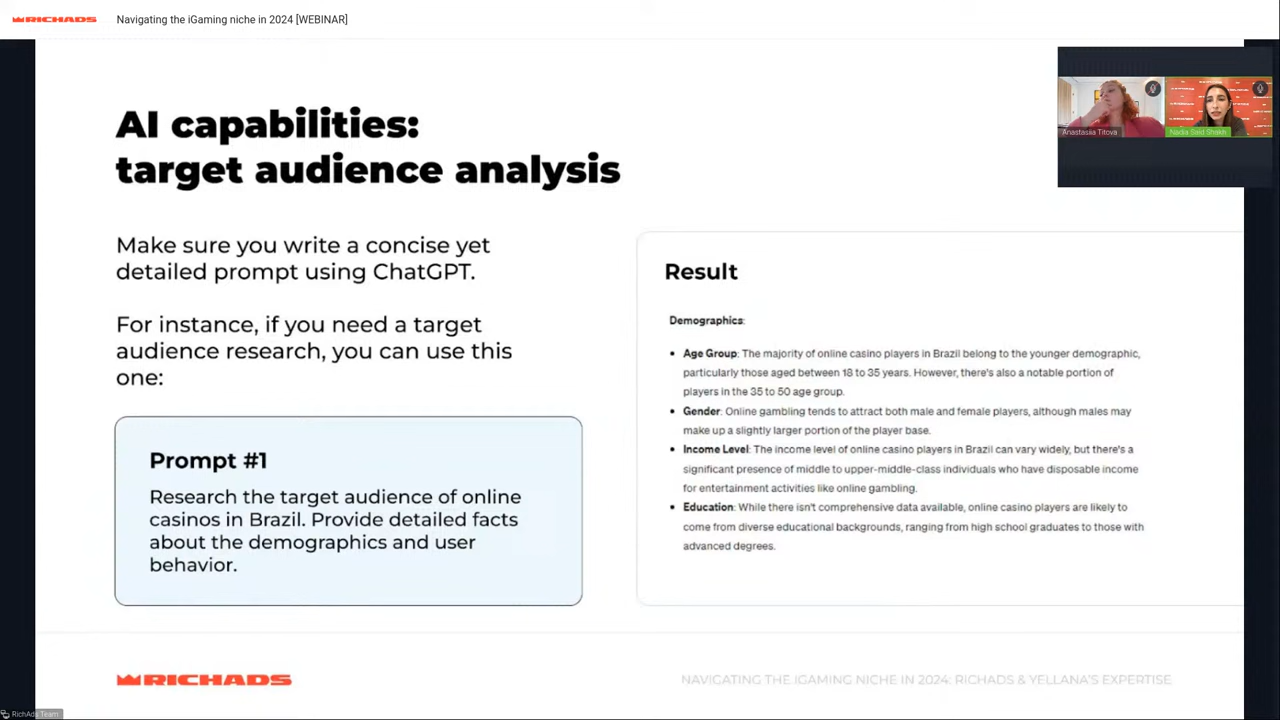 RICHADS
Navigating the iGaming niche in 2024 [WEBINAR]
Anastasiia Titova
Nadia Seid Shakh
AI capabilities:
target audience analysis
Make sure you write a concise yet
detailed prompt using ChatGPT.
For instance, if you need a target
audience research, you can use this
one:
Prompt #1
Research the target audience of online
casinos in Brazil. Provide detailed facts
about the demographics and user
behavior.
Result
Demographics:
• Age Group: The majority of online casino players in Brazil belong to the younger demographic,
particularly those aged between 18 to 35 years. However, there's also a notable portion of
players in the 35 to 50 age group.
• Gender: Online gambling tends to attract both male and female players, although males may
make up a slightly larger portion of the player base.
• Income Level: The income level of online casino players in Brazil can vary widely, but there's a
significant presence of middle to upper-middle-class individuals who have disposable income
for entertainment activities like online gambling.
• Education: While there isn't comprehensive data available, online casino players are likely to
come from diverse educational backgrounds, ranging from high school graduates to those with
advanced degrees.
RICHADS
NAVIGATING THE IGAMING NICHE IN 2024: RICHADS & YELLANA'S EXPERTISE
RichAds Team